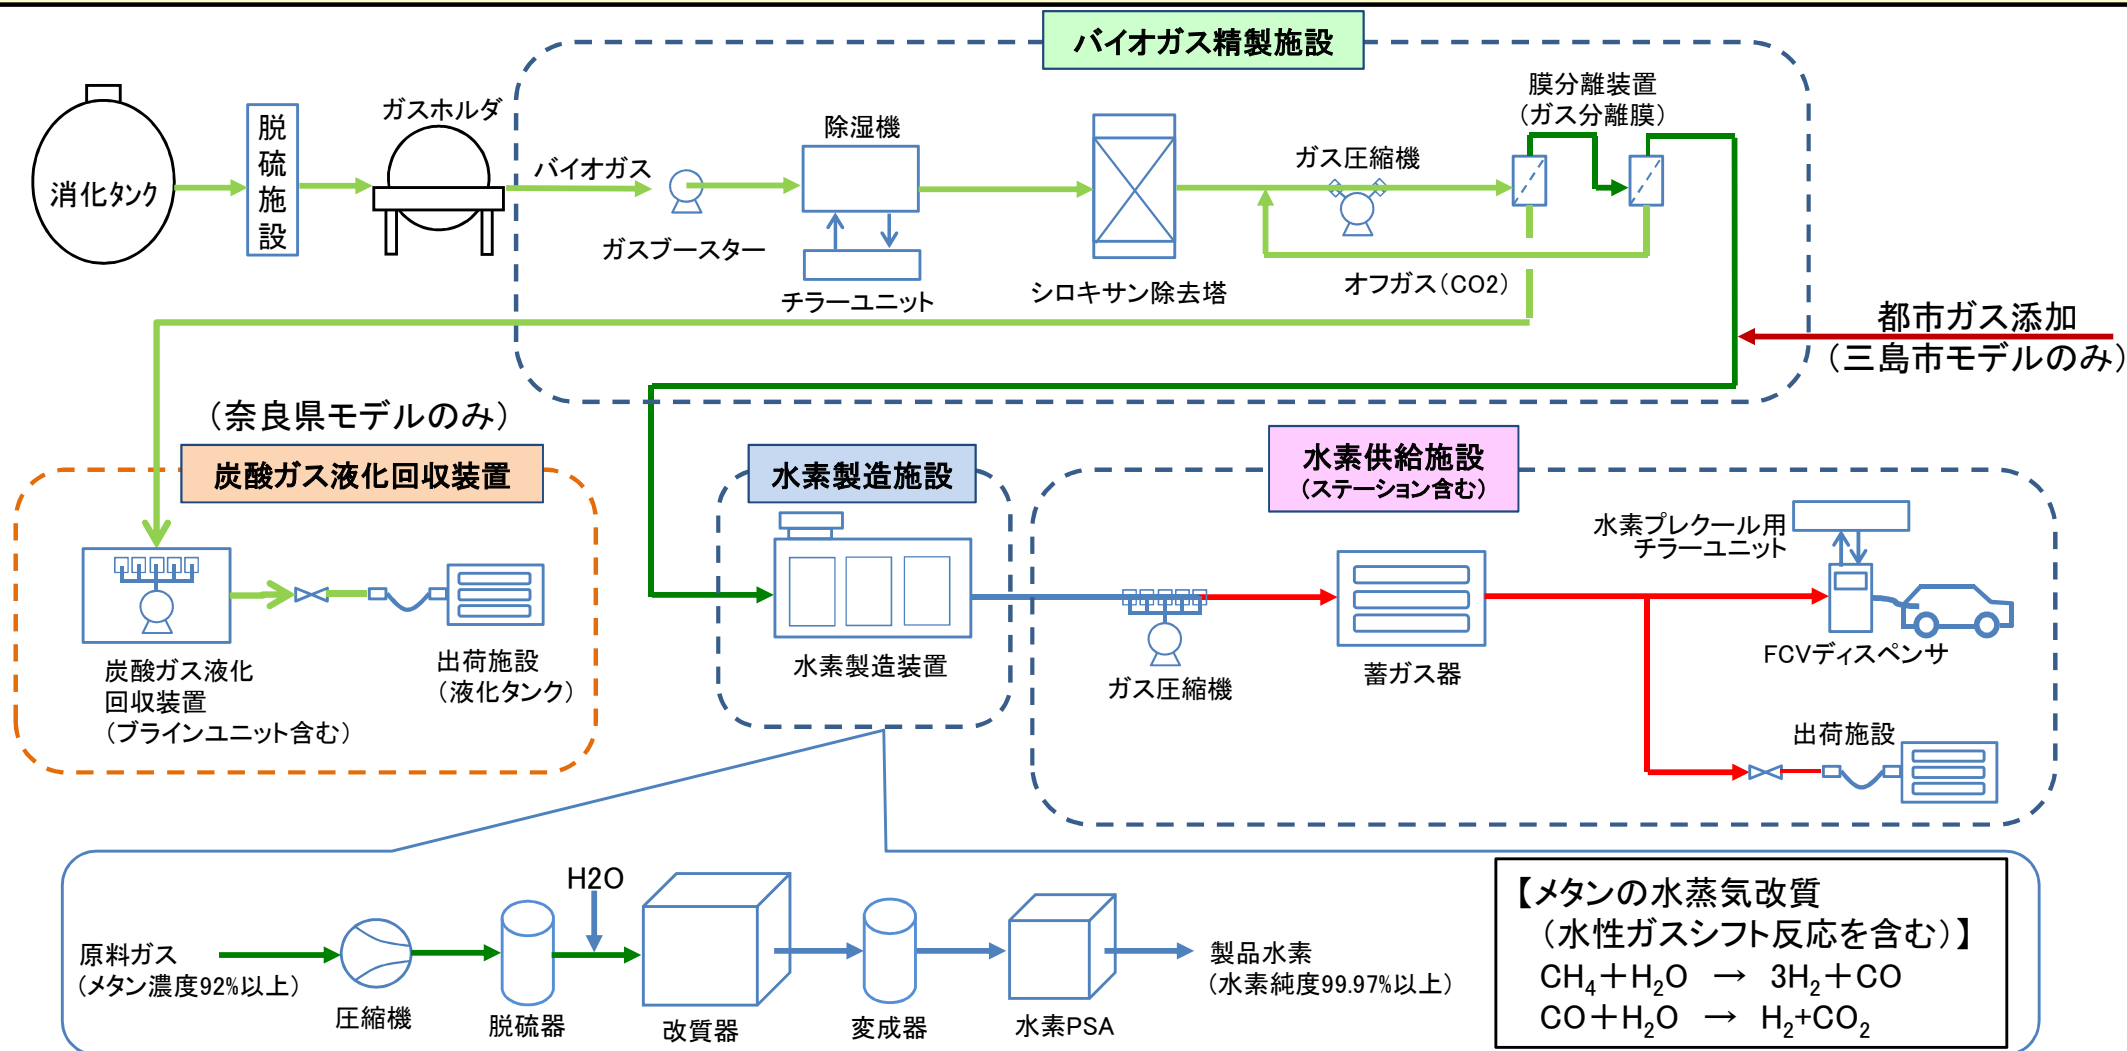 バイオガス精製施設
消化タンク
脱硫施設
ガスホルダ
バイオガス
ガスブースター
除湿機
チラーユニット
シロキサン除去塔
ガス圧縮機
膜分離装置
(ガス分離膜)
オフガス(CO2)
都市ガス添加
(三島市モデルのみ)
(奈良県モデルのみ)
炭酸ガス液化回収装置
炭酸ガス液化
回収装置
(ブラインユニット含む)
出荷施設
(液化タンク)
水素製造施設
水素製造装置
水素供給施設
(ステーション含む)
ガス圧縮機
蓄ガス器
水素プレクール用
チラーユニット
FCVディスペンサ
出荷施設
原料ガス
(メタン濃度92%以上)
圧縮機
脱硫器
H2O
改質器
変成器
水素PSA
製品水素
(水素純度99.97%以上)
【メタンの水蒸気改質
(水性ガスシフト反応を含む)】
CH₄+H₂O → 3H₂+CO
CO+H₂O → H₂+CO₂